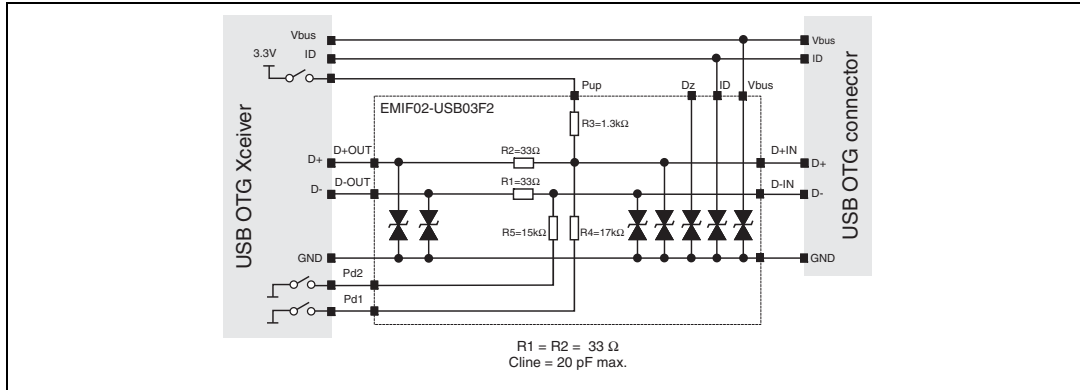 Vbus
Vbus
3.3V
ID
ID
Pup
Dz
ID
Vbus
EMIF02-USB03F2
R3=1.3kΩ
USB OTG Xceiver
USB OTG connector
D+OUT
R2=33Ω
D+IN
D+
D+
D-OUT
R1=33Ω
D-IN
D-
D-
R5=15kΩ
R4=17kΩ
GND
GND
Pd2
Pd1
R1 = R2 = 33 Ω
Cline = 20 pF max.